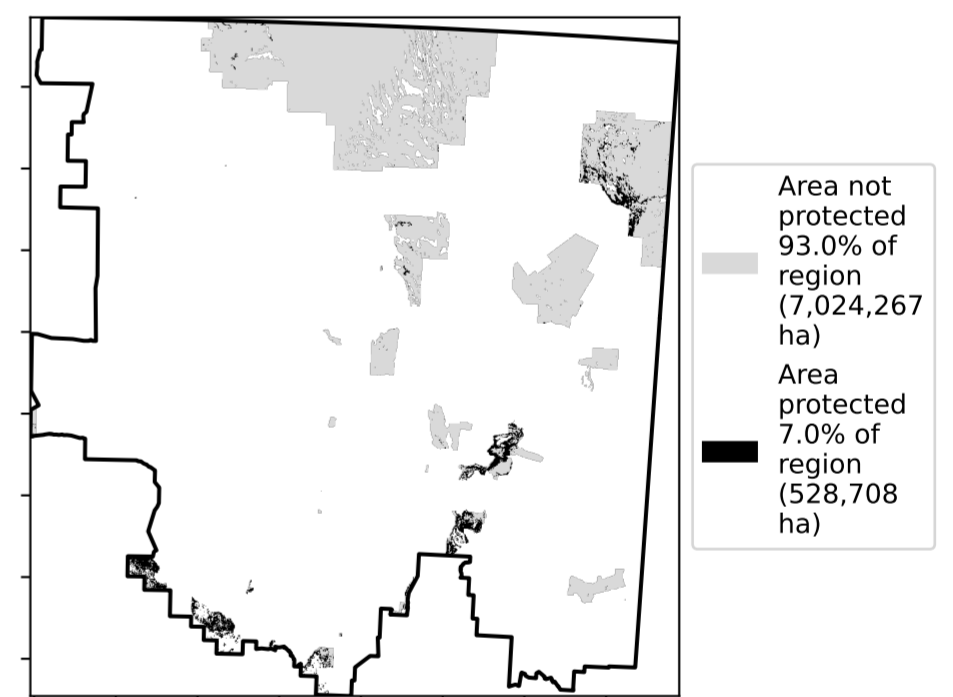 Area not
protected
93.0% of
region
(7,024,267
ha)
Area
protected
7.0% of
region
(528,708
ha)